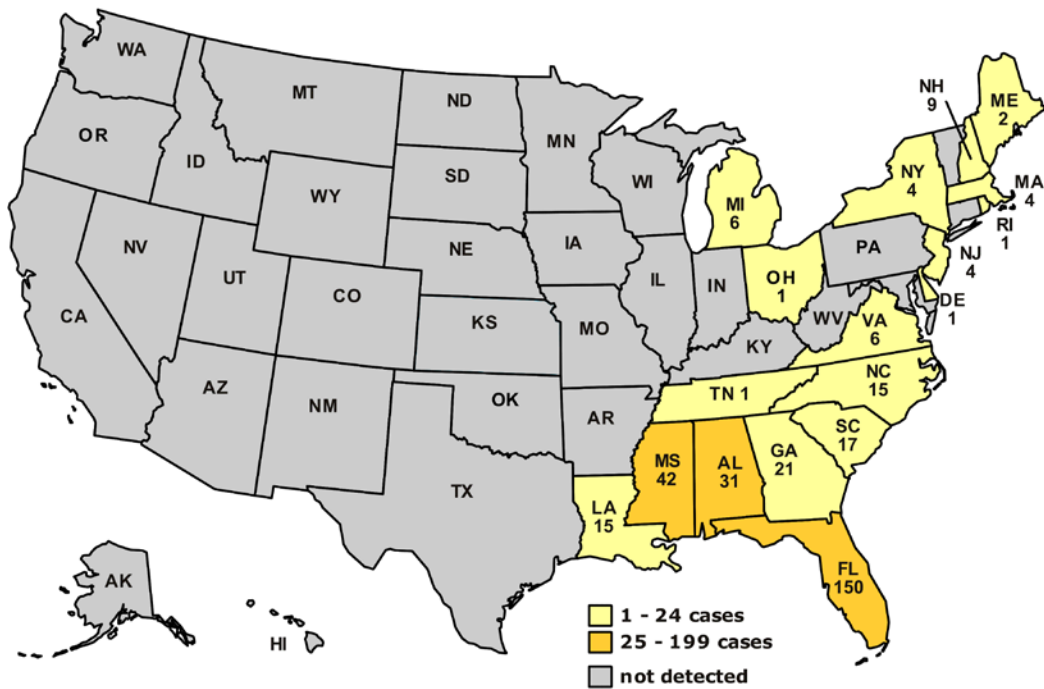 WA
MT
ND
MN
NH
9
ME
2
OR
ID
SD
WI
NY
4
MA
4
WY
MI
6
RI
1
NV
NE
IA
PA
NJ
4
UT
CO
IL
IN
OH
1
DE
1
CA
KS
MO
WV
VA
6
KY
AZ
NM
OK
AR
TN 1
NC
15
SC
17
MS
42
AL
31
GA
21
TX
LA
15
AK
FL
150
HI
1 - 24 cases
25 - 199 cases
not detected